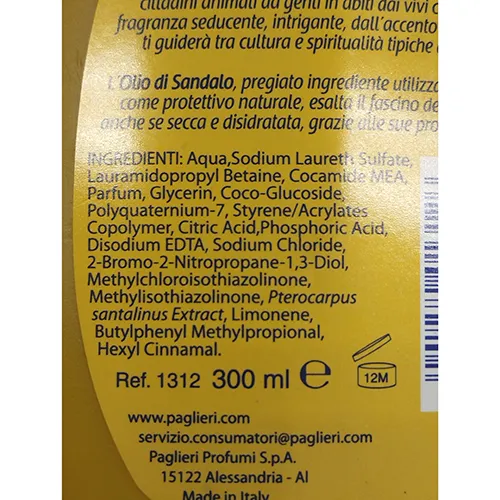 cittadini animati da genti in abiti dai vivi
fragranza seducente, intrigante, dall'accento
ti guiderà tra cultura e spiritualità tipiche
L'Olio di Sandalo, pregiato ingrediente
come protettivo naturale, esalta il fascino
anche se secca e disidratata, grazie alle sue
INGREDIENTI: Aqua,Sodium Laureth Sulfate,
Lauramidopropyl Betaine, Cocamide MEA,
Parfum, Glycerin, Coco-Glucoside,
Polyquaternium-7, Styrene/Acrylates
Copolymer, Citric Acid,Phosphoric Acid,
Disodium EDTA, Sodium Chloride,
2-Bromo-2-Nitropropane-1,3-Diol,
Methylchloroisothiazolinone,
Methylisothiazolinone, Pterocarpus
santalinus Extract, Limonene,
Butylphenyl Methylpropional,
Hexyl Cinnamal.
Ref. 1312 300 ml e
12M
www.paglieri.com
servizio.consumatori@paglieri.com
Paglieri Profumi S.p.A.
15122 Alessandria - Al
Made in Italy